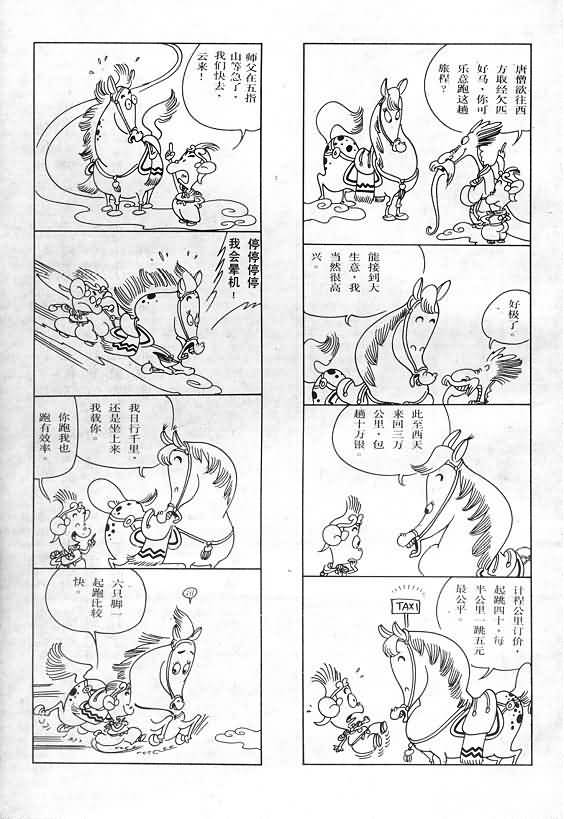 唐僧欲往西
方取经欠匹
好马，你可
乐意跑这趟
旅程？
能接到大
生意，我
当然很高
兴。
好极了。
此至西天
来回三万
公里，包
趟十万银。
计程公里订价，
起跳四十，每
半公里一跳五元
最公平。
TAXI
师父在五指
山等急了，
我们快去，
云来！
停停停停
我会晕机！
我日行千里，
还是坐上来
我载你。
你跑我也
跑有效率。
六只脚一
起跑比较
快。